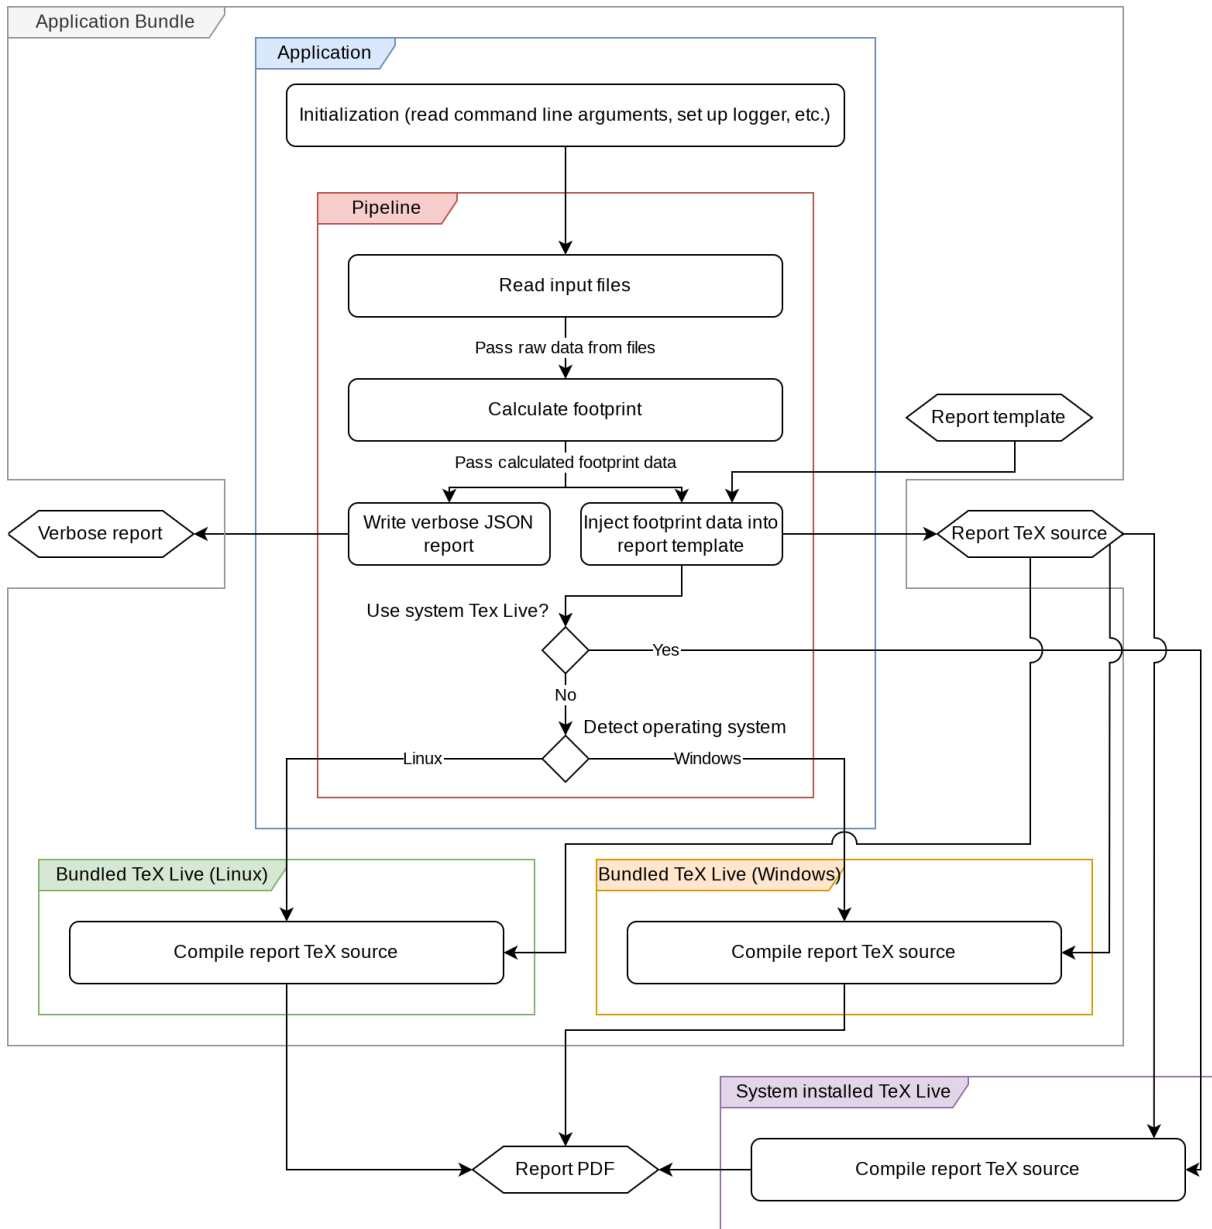 Application Bundle
Application
Initialization (read command line arguments, set up logger, etc.)
Pipeline
Read input files
Pass raw data from files
Calculate footprint
Report template
Pass calculated footprint data
Verbose report
Write verbose JSON
report
Inject footprint data into
report template
Report TeX source
Use system Tex Live?
Yes
No
Detect operating system
Linux
Windows
Bundled TeX Live (Linux)
Bundled TeX Live (Windows)
Compile report TeX source
Compile report TeX source
System installed TeX Live
Report PDF
Compile report TeX source